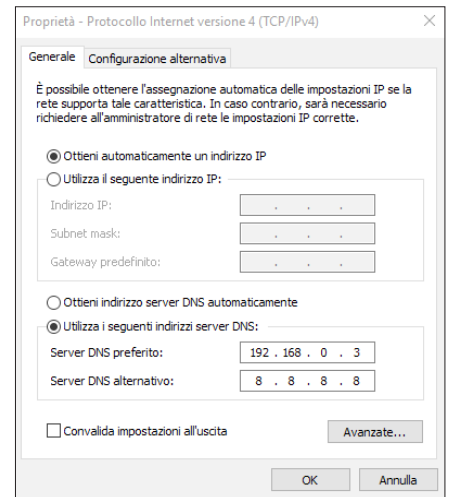 Proprietà - Protocollo Internet versione 4 (TCP/IPv4)
Generale
Configurazione alternativa
È possibile ottenere l'assegnazione automatica delle impostazioni IP se la
rete supporta tale caratteristica. In caso contrario, sarà necessario
richiedere all'amministratore di rete le impostazioni IP corrette.
Ottieni automaticamente un indirizzo IP
Utilizza il seguente indirizzo IP:
Indirizzo IP:
Subnet mask:
Gateway predefinito:
Ottieni indirizzo server DNS automaticamente
Utilizza i seguenti indirizzi server DNS:
Server DNS preferito: 192 . 168 . 0 . 3
Server DNS alternativo: 8 . 8 . 8 . 8
Convalida impostazioni all'uscita
Avanzate...
OK
Annulla